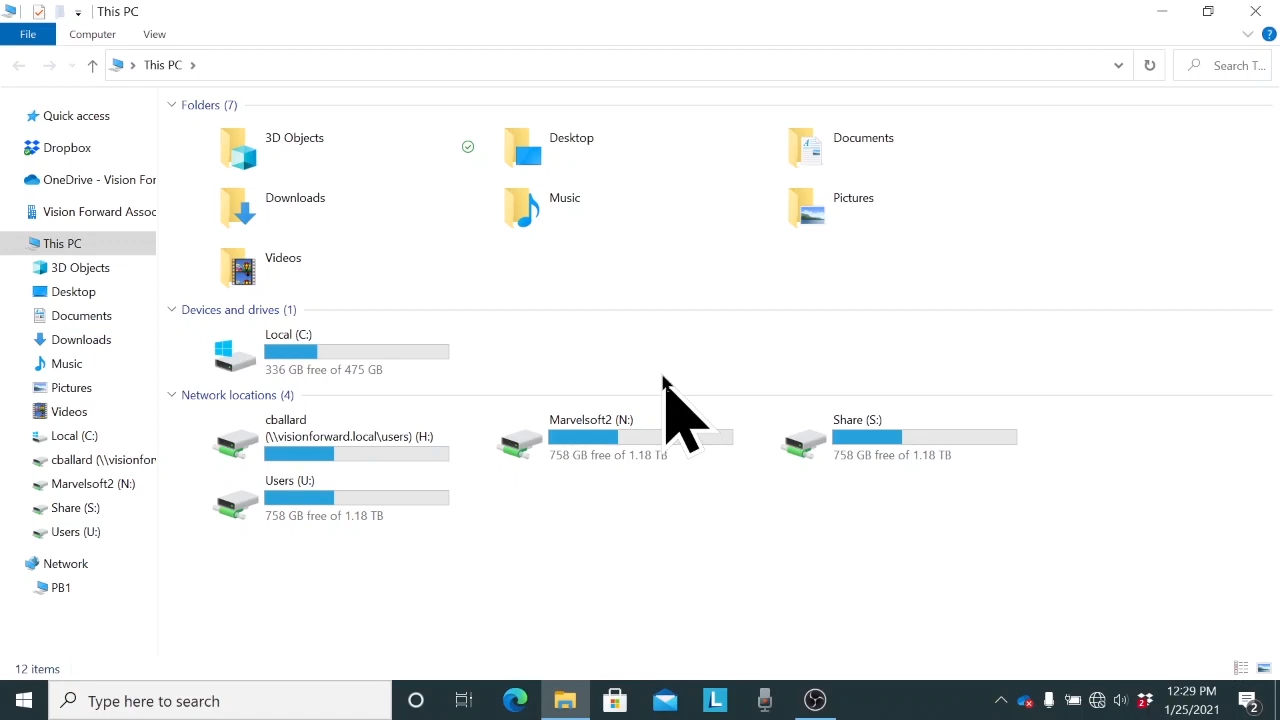 This PC
File Computer View
This PC
Search T...
Quick access
Dropbox
OneDrive - Vision For
Vision Forward Assoc
This PC
3D Objects
Desktop
Documents
Downloads
Music
Pictures
Videos
Local (C:)
cballard (\\visionfor
Marvelsoft2 (N:)
Share (S:)
Users (U:)
Network
PB1
Folders (7)
3D Objects
Desktop
Documents
Downloads
Music
Pictures
Videos
Devices and drives (1)
Local (C:)
336 GB free of 475 GB
Network locations (4)
cballard
(\\visionforward.local\users) (H:)
Marvelsoft2 (N:)
758 GB free of 1.18 TB
Share (S:)
758 GB free of 1.18 TB
Users (U:)
758 GB free of 1.18 TB
12 items
Type here to search
L
2
12:29 PM
1/25/2021
2